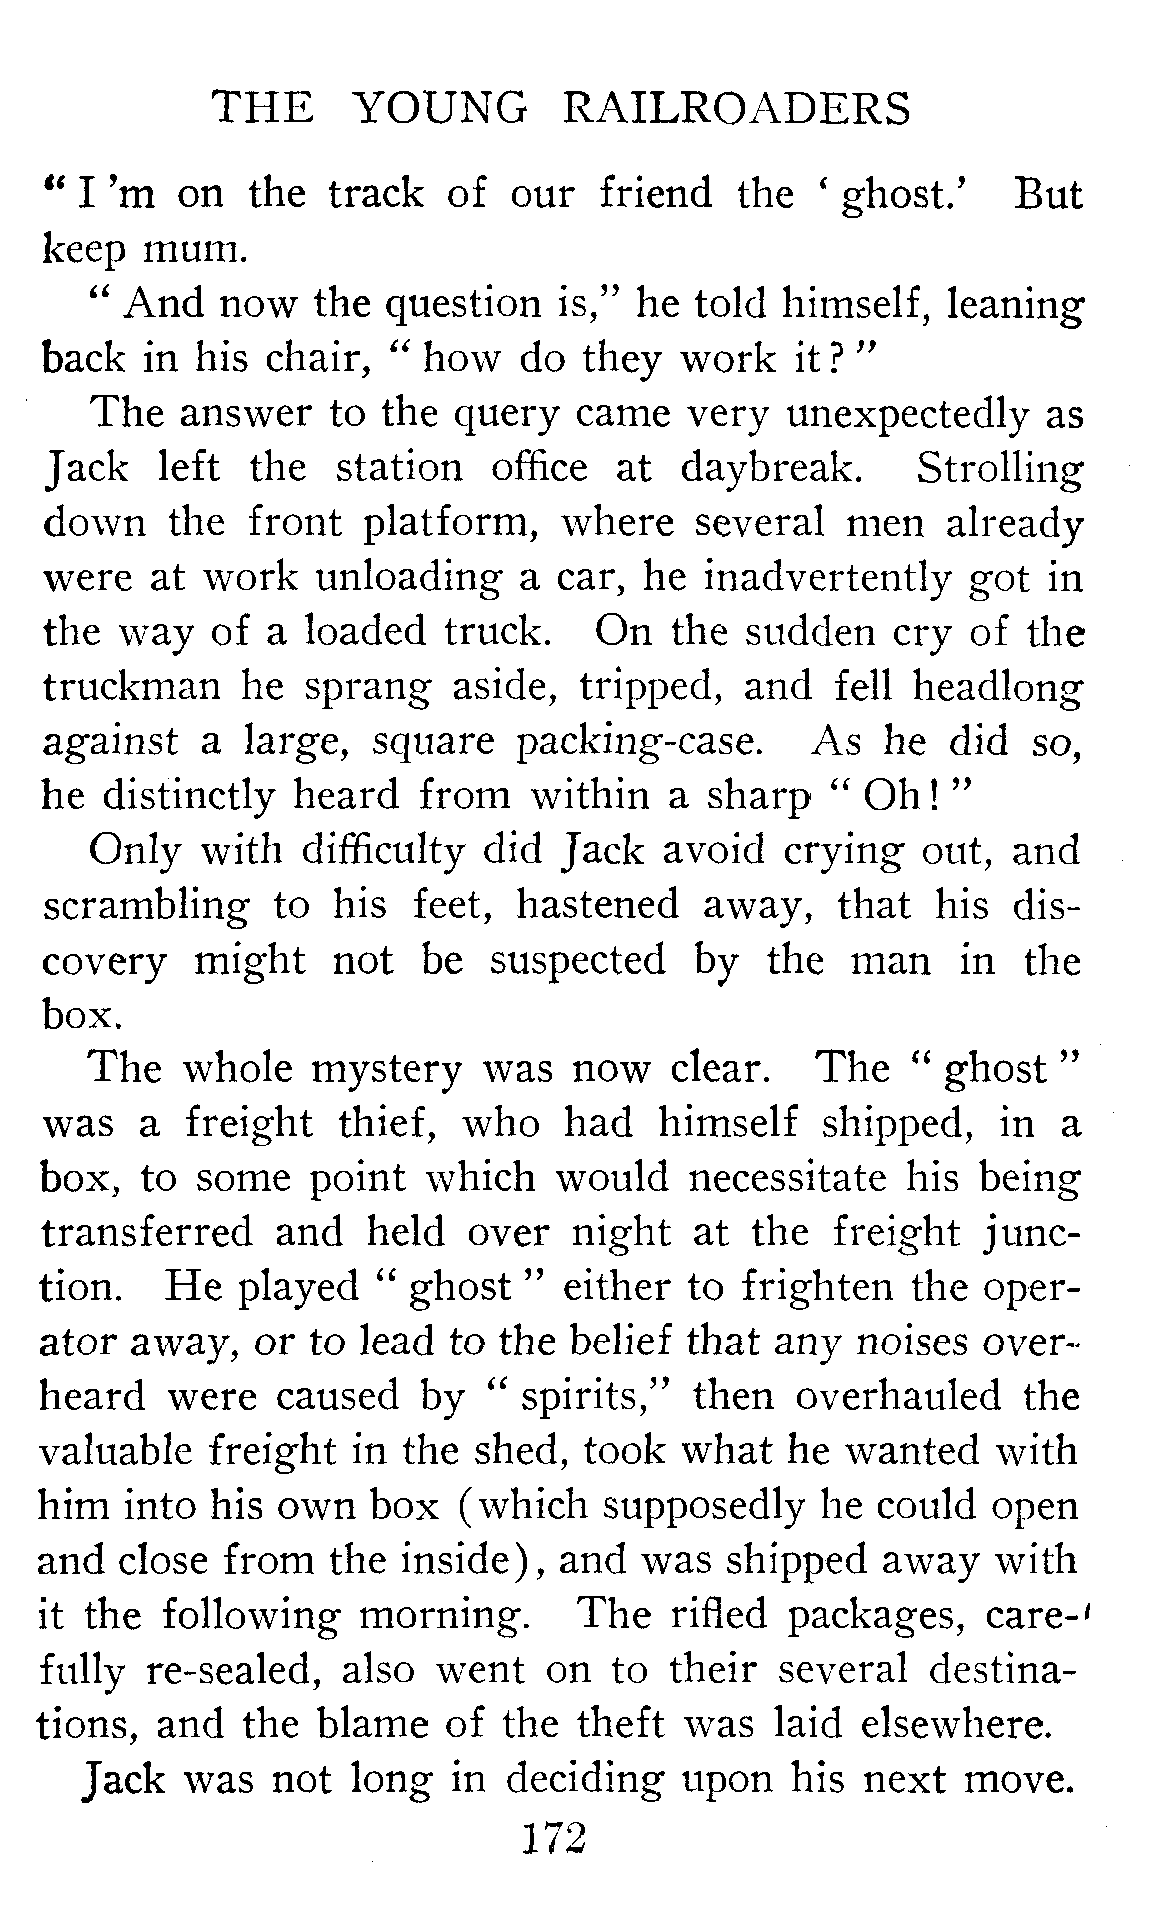 THE YOUNG RAILROADERS
“ I ’m on the track of our friend the ‘ ghost.’ But
keep mum.
“ And now the question is,” he told himself, leaning
back in his chair, “ how do they work it ? ”
The answer to the query came very unexpectedly as
Jack left the station office at daybreak. Strolling
down the front platform, where several men already
were at work unloading a car, he inadvertently got in
the way of a loaded truck. On the sudden cry of the
truckman he sprang aside, tripped, and fell headlong
against a large, square packing-case. As he did so,
he distinctly heard from within a sharp “ Oh ! ”
Only with difficulty did Jack avoid crying out, and
scrambling to his feet, hastened away, that his dis-
covery might not be suspected by the man in the
box.
The whole mystery was now clear. The “ ghost ”
was a freight thief, who had himself shipped, in a
box, to some point which would necessitate his being
transferred and held over night at the freight junc-
tion. He played “ ghost ” either to frighten the oper-
ator away, or to lead to the belief that any noises over-
heard were caused by “ spirits,” then overhauled the
valuable freight in the shed, took what he wanted with
him into his own box (which supposedly he could open
and close from the inside), and was shipped away with
it the following morning. The rifled packages, care-
fully re-sealed, also went on to their several destina-
tions, and the blame of the theft was laid elsewhere.
Jack was not long in deciding upon his next move.
172